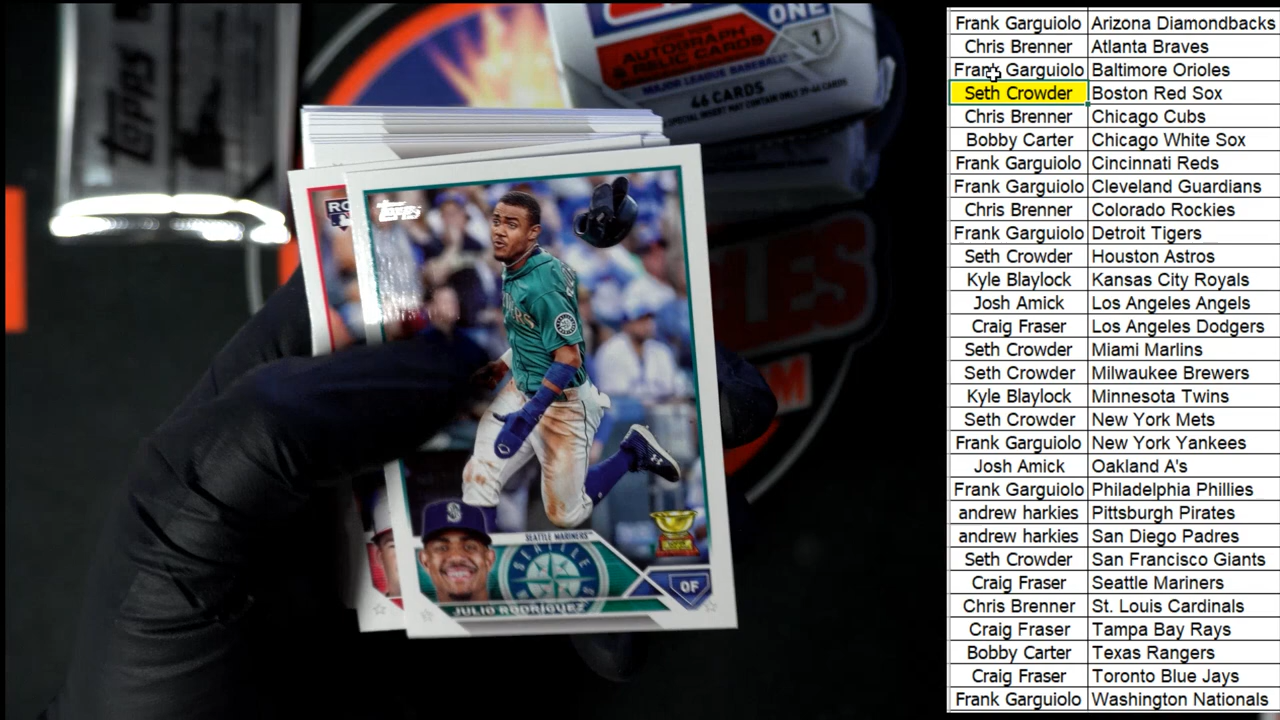 ONE
1
AUTOGRAPH
& RELIC CARDS
MAJOR LEAGUE BASEBALL
46 CARDS
topps
RC
Topps
SEATTLE MARINERS
OF
JULIO RODRIGUEZ
Frank Garguiolo Arizona Diamondbacks
Chris Brenner Atlanta Braves
Frank Garguiolo Baltimore Orioles
Seth Crowder Boston Red Sox
Chris Brenner Chicago Cubs
Bobby Carter Chicago White Sox
Frank Garguiolo Cincinnati Reds
Frank Garguiolo Cleveland Guardians
Chris Brenner Colorado Rockies
Frank Garguiolo Detroit Tigers
Seth Crowder Houston Astros
Kyle Blaylock Kansas City Royals
Josh Amick Los Angeles Angels
Craig Fraser Los Angeles Dodgers
Seth Crowder Miami Marlins
Seth Crowder Milwaukee Brewers
Kyle Blaylock Minnesota Twins
Seth Crowder New York Mets
Frank Garguiolo New York Yankees
Josh Amick Oakland A's
Frank Garguiolo Philadelphia Phillies
andrew harkies Pittsburgh Pirates
andrew harkies San Diego Padres
Seth Crowder San Francisco Giants
Craig Fraser Seattle Mariners
Chris Brenner St. Louis Cardinals
Craig Fraser Tampa Bay Rays
Bobby Carter Texas Rangers
Craig Fraser Toronto Blue Jays
Frank Garguiolo Washington Nationals